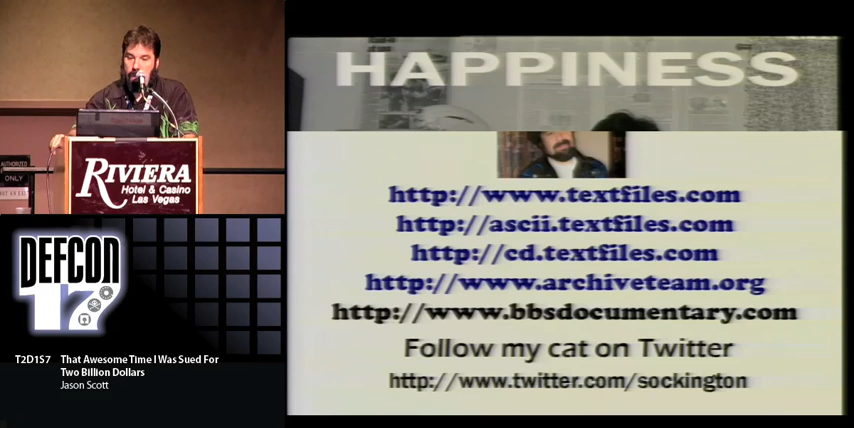 HAPPINESS
http://www.textfiles.com
http://ascii.textfiles.com
http://cd.textfiles.com
http://www.archiveteam.org
http://www.bbsdocumentary.com
Follow my cat on Twitter
http://www.twitter.com/sockington
AUTHORIZED
ONLY
RIVIERA
Hotel & Casino
Las Vegas
DEFCON
17
T2D1S7 That Awesome Time I Was Sued For
Two Billion Dollars
Jason Scott